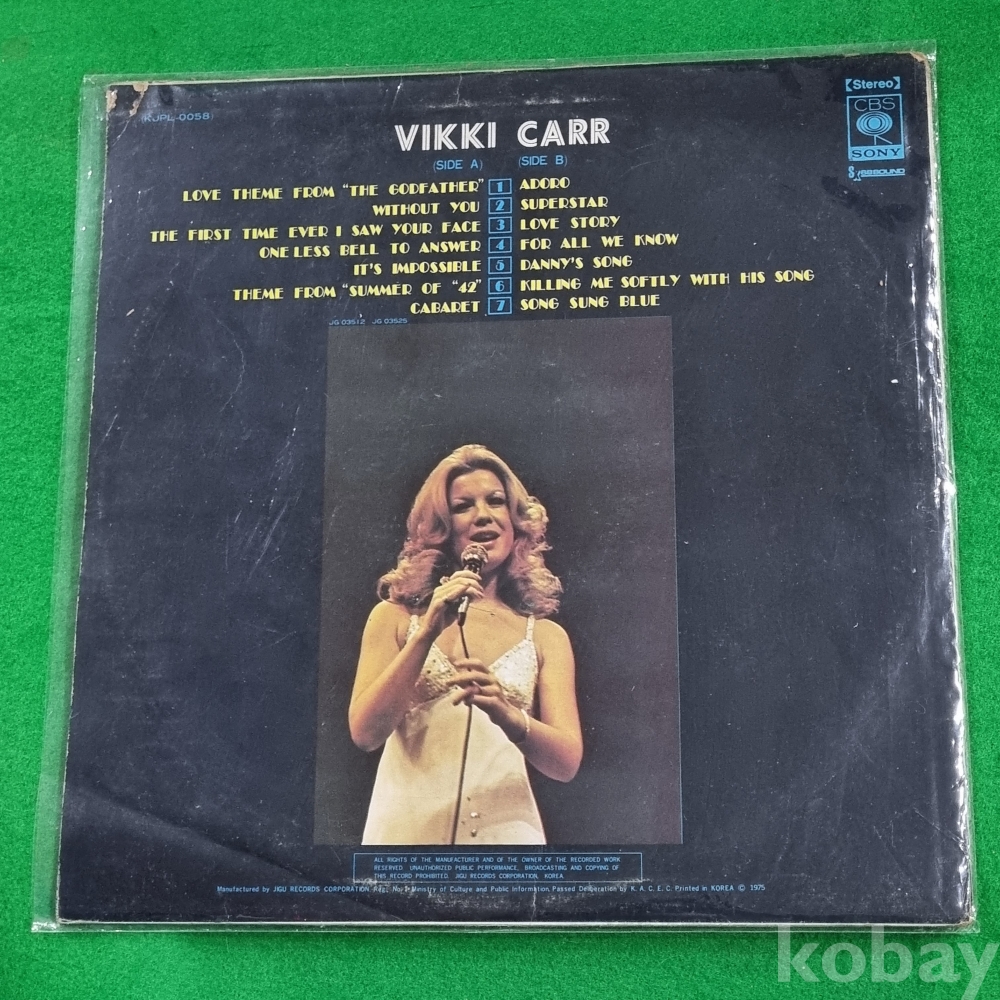 (KJPL-0058)
【Stereo】
CBS
SONY
SX 68 SOUND
VIKKI CARR
(SIDE A) (SIDE B)
LOVE THEME FROM "THE GODFATHER" 1 ADORO
WITHOUT YOU 2 SUPERSTAR
THE FIRST TIME EVER I SAW YOUR FACE 3 LOVE STORY
ONE LESS BELL TO ANSWER 4 FOR ALL WE KNOW
IT'S IMPOSSIBLE 5 DANNY'S SONG
THEME FROM "SUMMER OF "42" 6 KILLING ME SOFTLY WITH HIS SONG
CABARET 7 SONG SUNG BLUE
JG 03512 JG 03525
ALL RIGHTS OF THE MANUFACTURER AND OF THE OWNER OF THE RECORDED WORK
RESERVED. UNAUTHORIZED PUBLIC PERFORMANCE, BROADCASTING AND COPYING OF
THIS RECORD PROHIBITED. JIGU RECORDS CORPORATION, KOREA.
Manufactured by JIGU RECORDS CORPORATION Regt. No. Ministry of Culture and Public Information, Passed Deliberation by K. A. C. E. C. Printed in KOREA © 1975
kobay